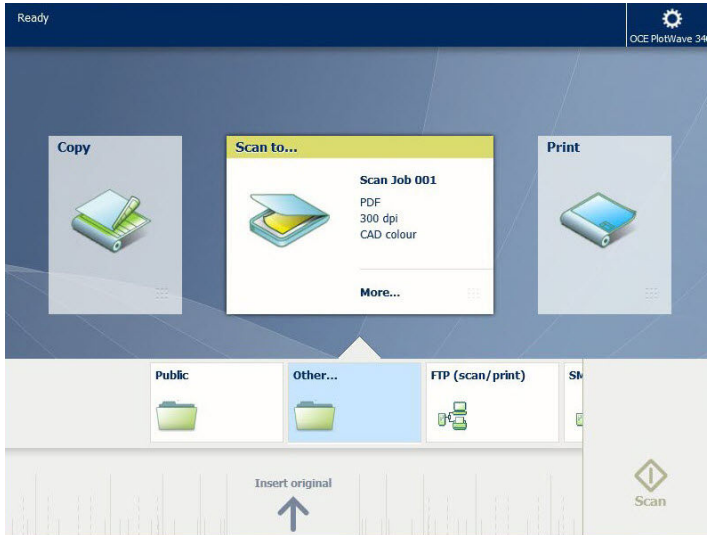 Ready
OCE PlotWave 34
Copy
Scan to...
Print
Scan Job 001
PDF
300 dpi
CAD colour
More...
Public
Other...
FTP (scan/print)
Insert original
Scan